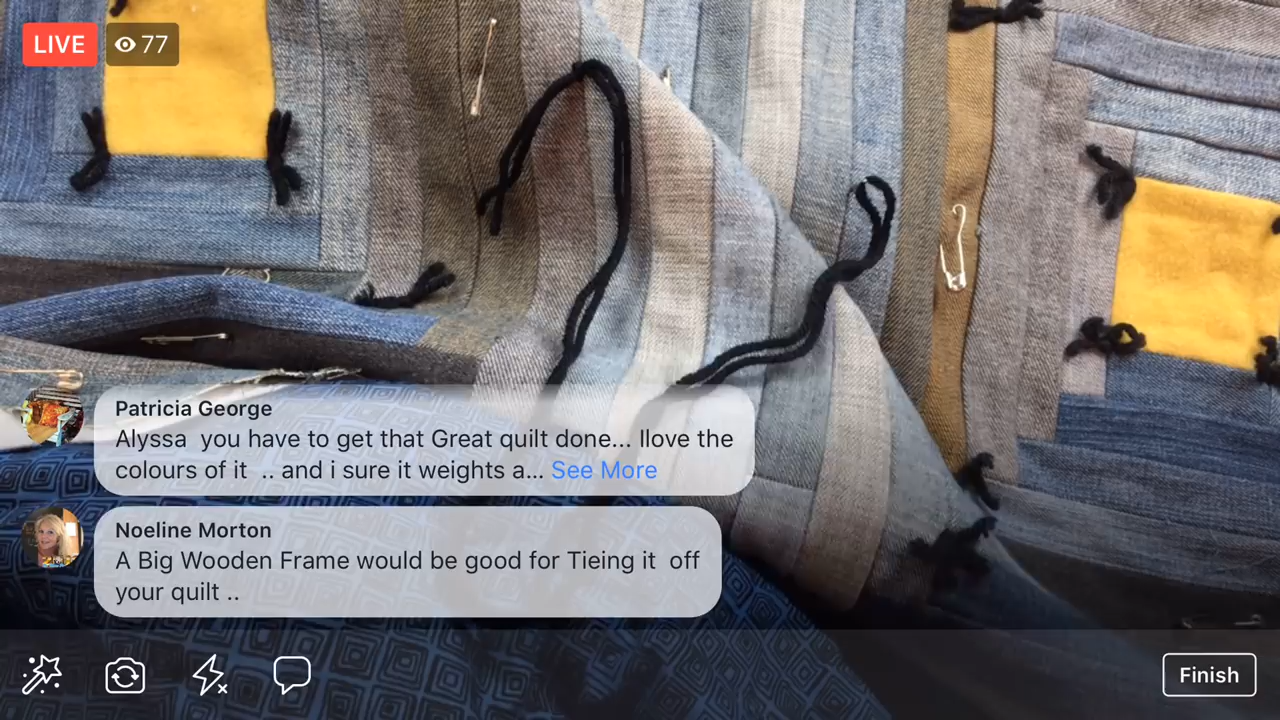 LIVE 77
Patricia George
Alyssa  you have to get that Great quilt done... Ilove the
colours of it  .. and i sure it weights a... See More
Noeline Morton
A Big Wooden Frame would be good for Tieing it  off
your quilt ..
Finish